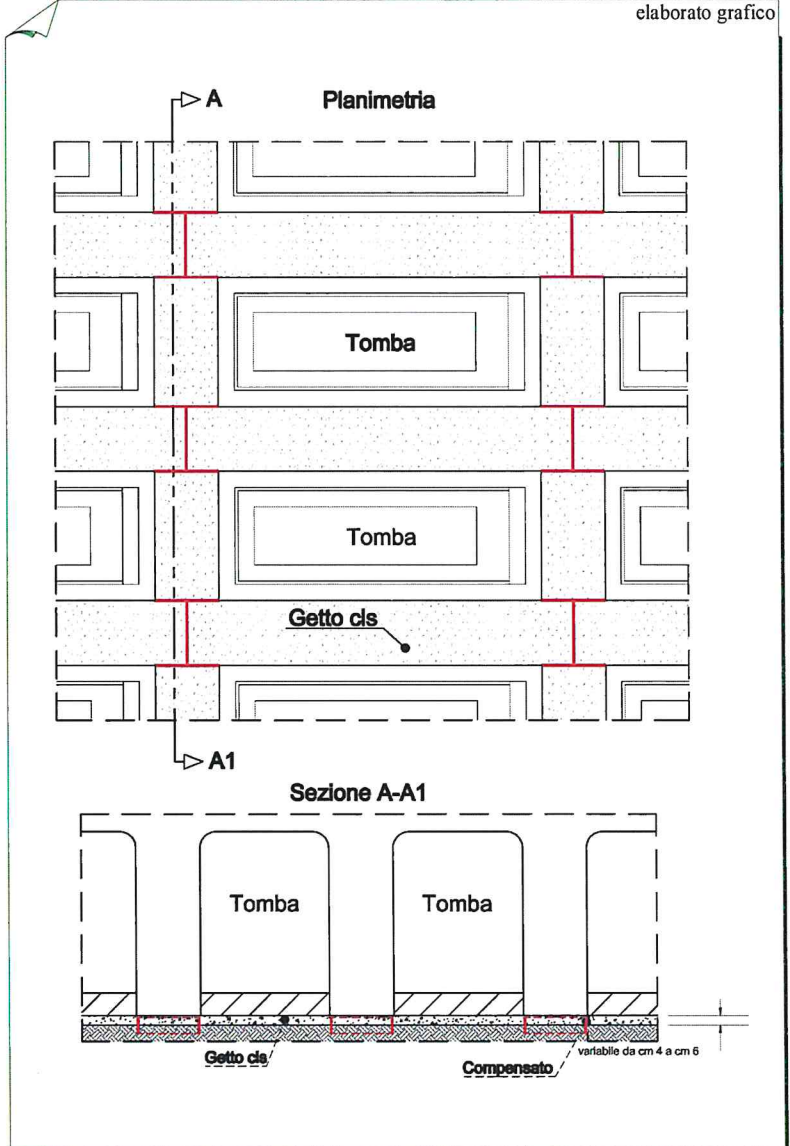 elaborato grafico
A
Planimetria
Tomba
Tomba
Getto cls
A1
Sezione A-A1
Tomba
Tomba
Getto cls
Compensato
variabile da cm 4 a cm 6